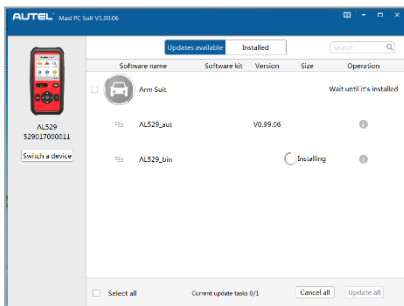 AUTEL® Maxi PC Suit V1.00.06
Updates available Installed search
Software name Software kit Version Size Operation
Arm Suit Wait until it's installed
AL529_aut V0.99.06
AL529
529017000011
AL529_bin Installing
Switch a device
Select all Current update tasks 0/1 Cancel all Update all